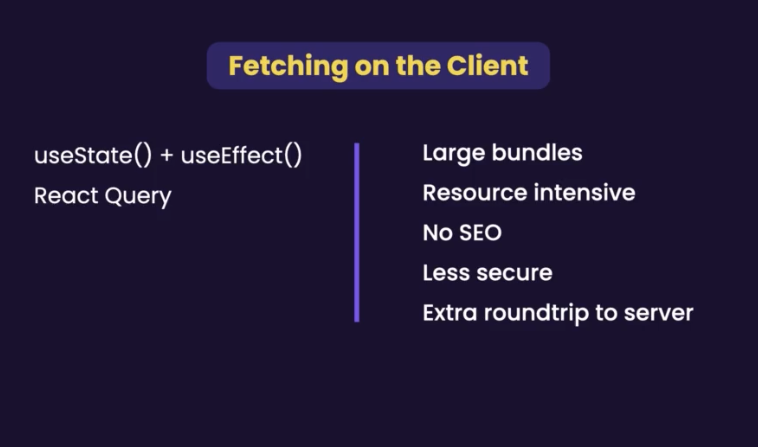 Fetching on the Client
useState() + useEffect()
React Query
Large bundles
Resource intensive
No SEO
Less secure
Extra roundtrip to server